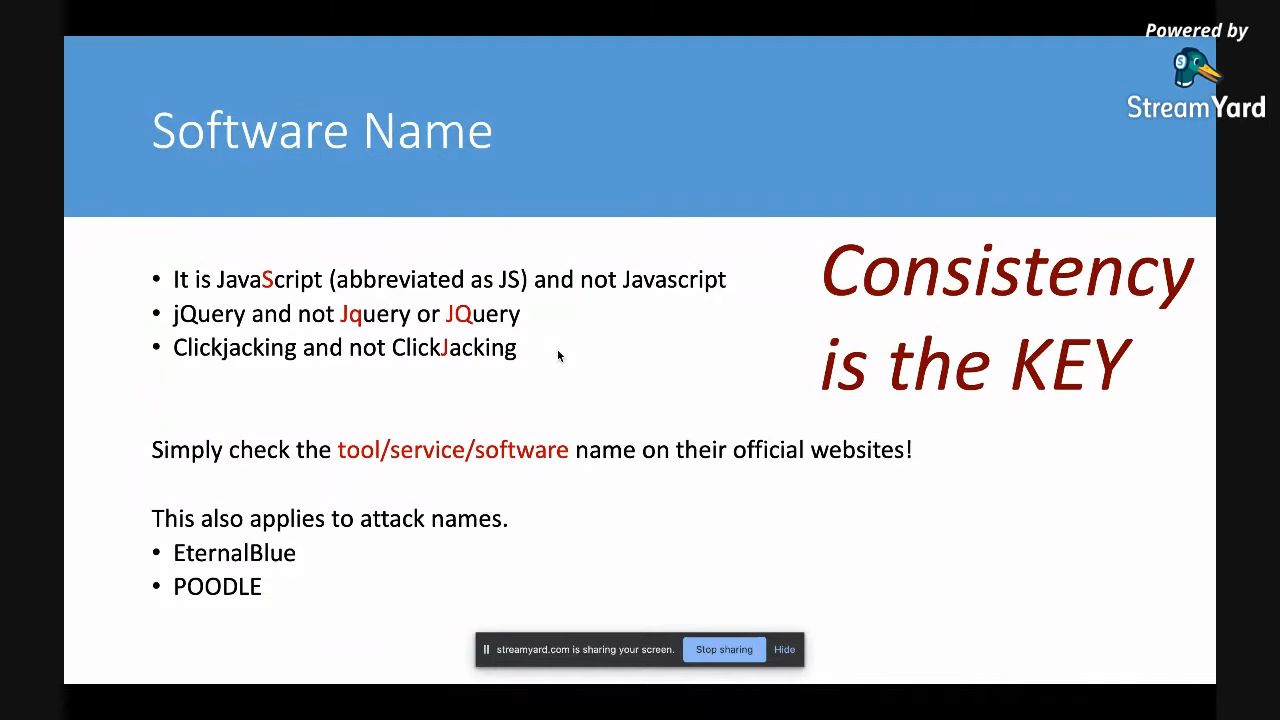 Powered by
StreamYard
Software Name
• It is JavaScript (abbreviated as JS) and not Javascript
• jQuery and not Jquery or JQuery
• Clickjacking and not ClickJacking
Consistency
is the KEY
Simply check the tool/service/software name on their official websites!
This also applies to attack names.
• EternalBlue
• POODLE
streamyard.com is sharing your screen. Stop sharing Hide